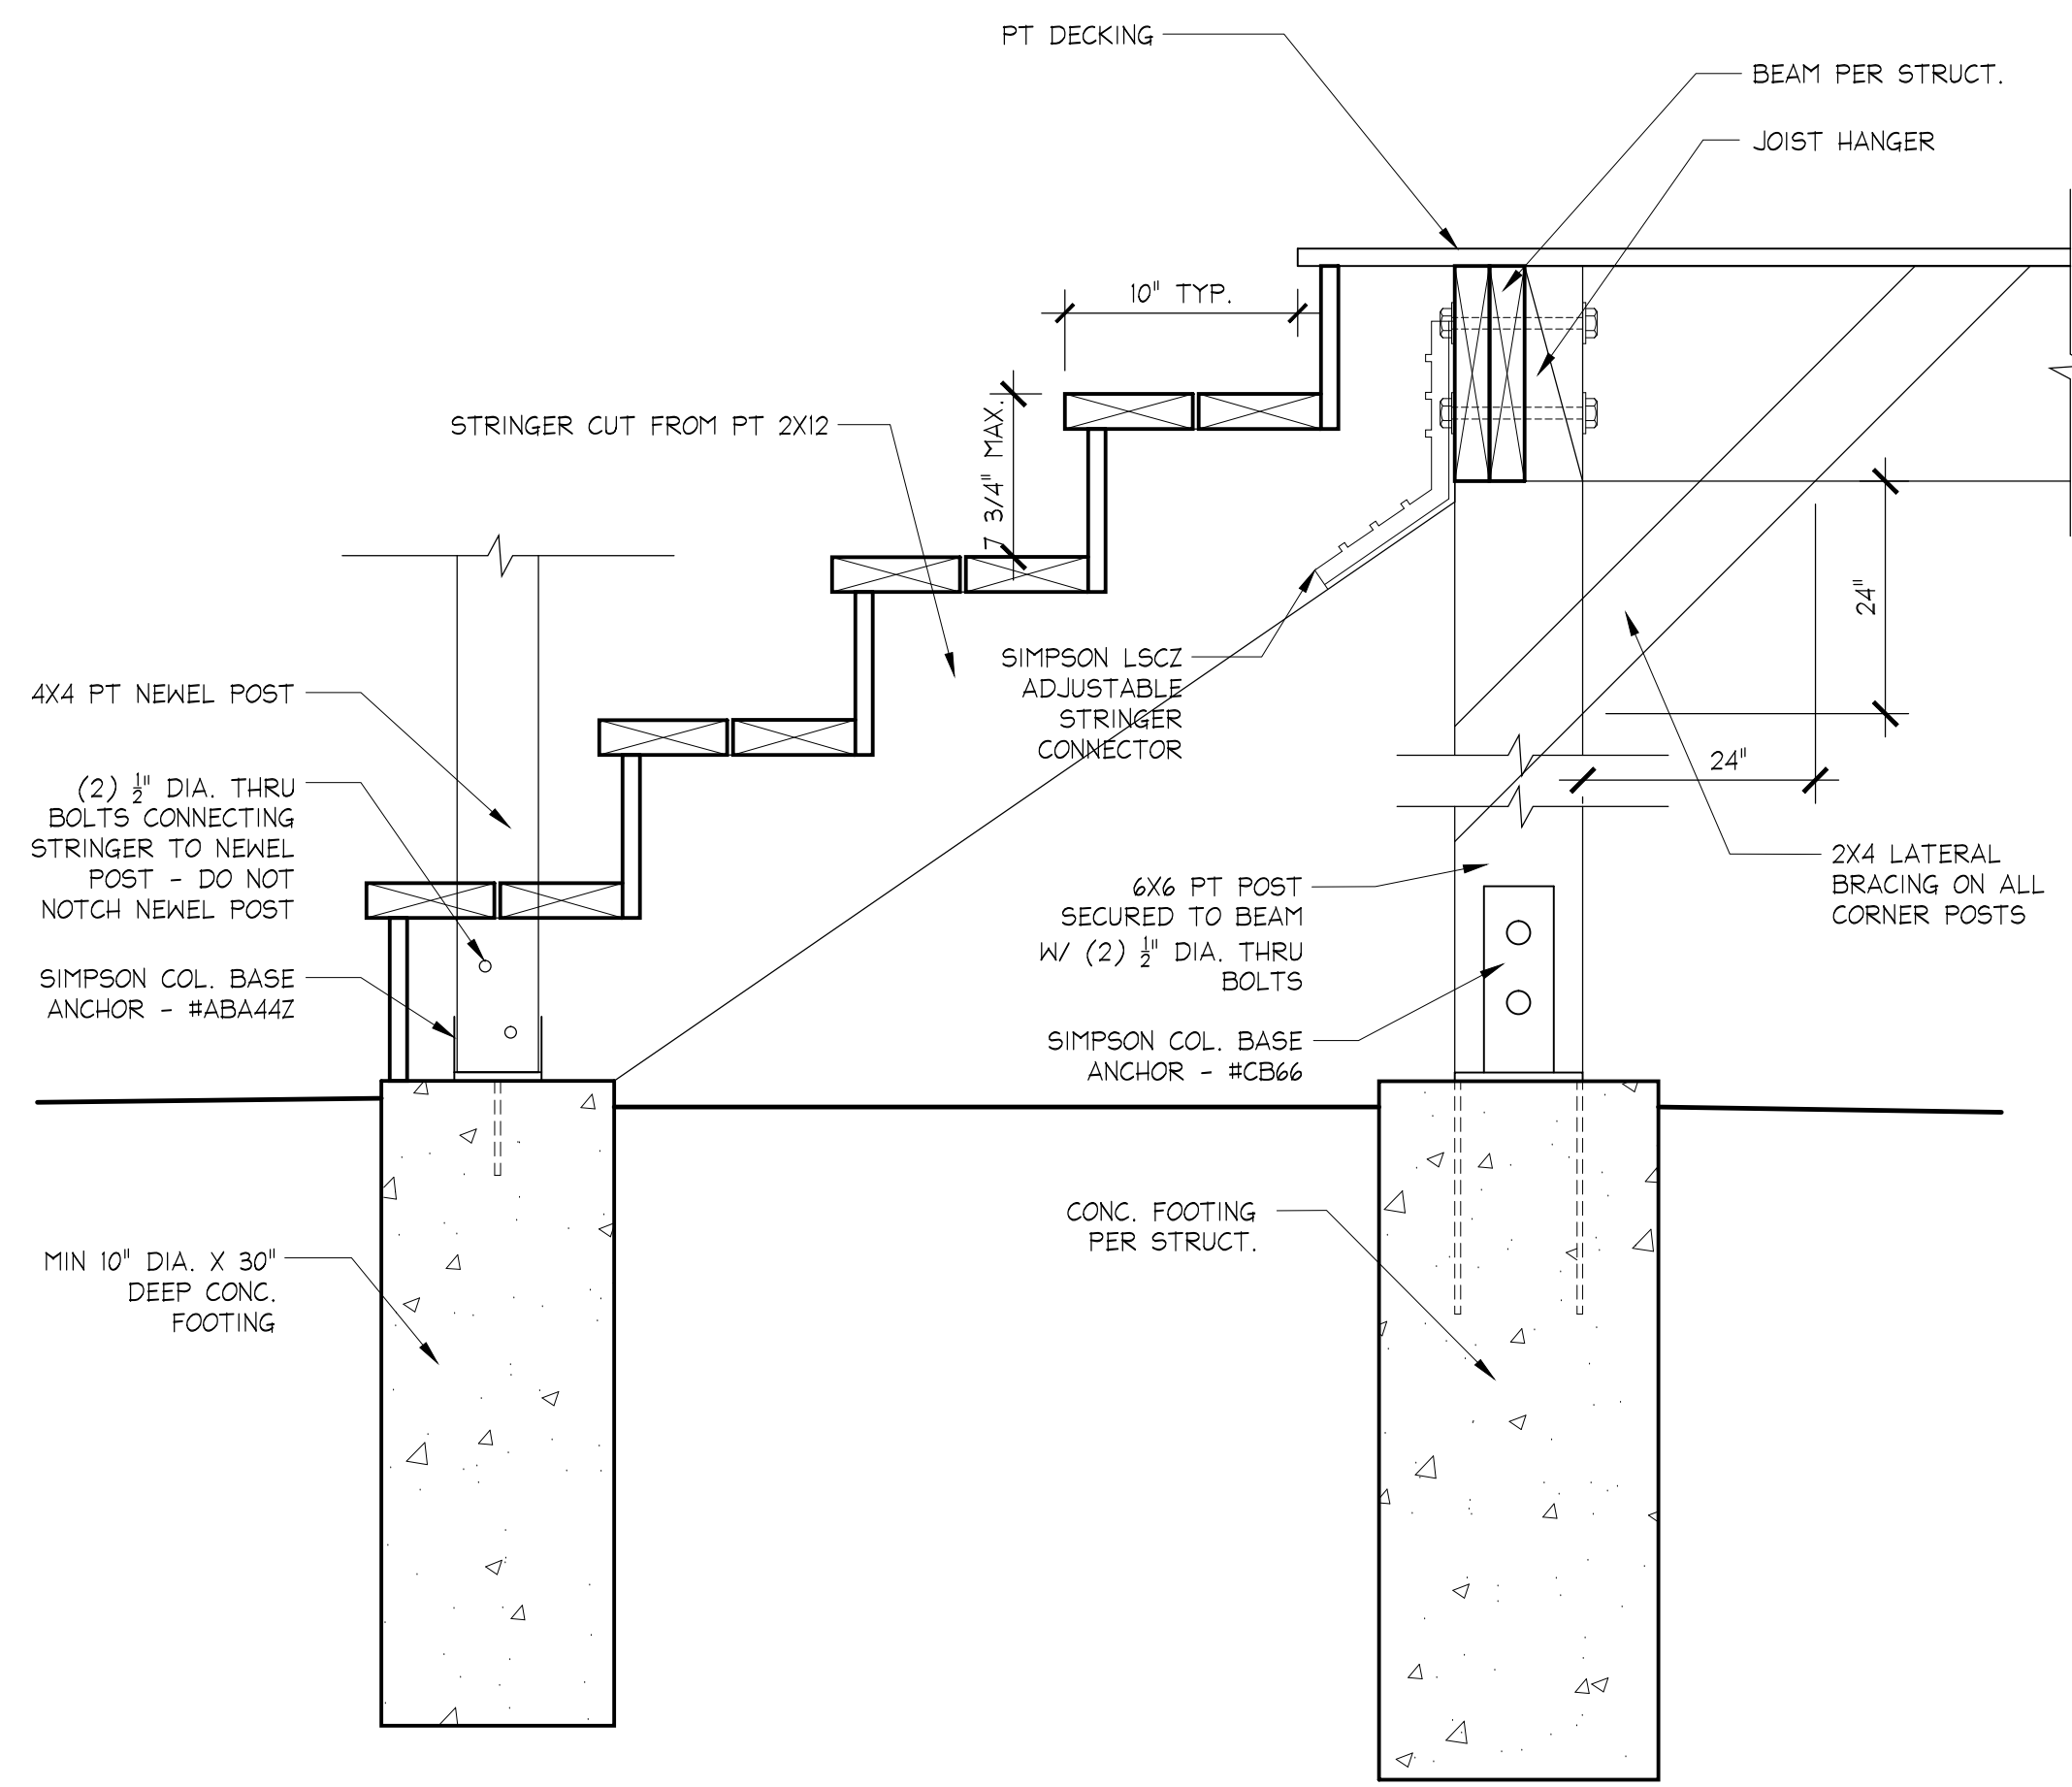 PT DECKING
BEAM PER STRUCT.
JOIST HANGER
10" TYP.
7 3/4" MAX.
STRINGER CUT FROM PT 2X12
24"
SIMPSON LSCZ
ADJUSTABLE
STRINGER
CONNECTOR
4X4 PT NEWEL POST
24"
(2) ½" DIA. THRU
BOLTS CONNECTING
STRINGER TO NEWEL
POST - DO NOT
NOTCH NEWEL POST
2X4 LATERAL
BRACING ON ALL
CORNER POSTS
6X6 PT POST
SECURED TO BEAM
W/ (2) ½" DIA. THRU
BOLTS
SIMPSON COL. BASE
ANCHOR - #ABA44Z
SIMPSON COL. BASE
ANCHOR - #CB66
CONC. FOOTING
PER STRUCT.
MIN 10" DIA. X 30"
DEEP CONC.
FOOTING